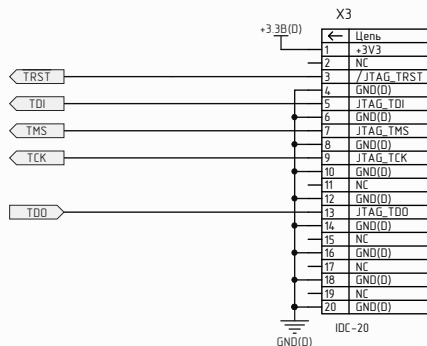 X3
+3.3В(D)
← Цепь
1 +3V3
2 NC
TRST 3 /JTAG_TRST
4 GND(D)
TDI 5 JTAG_TDI
6 GND(D)
TMS 7 JTAG_TMS
8 GND(D)
TCK 9 JTAG_TCK
10 GND(D)
11 NC
12 GND(D)
TDO 13 JTAG_TDO
14 GND(D)
15 NC
16 GND(D)
17 NC
18 GND(D)
19 NC
20 GND(D)
IDC-20
GND(D)